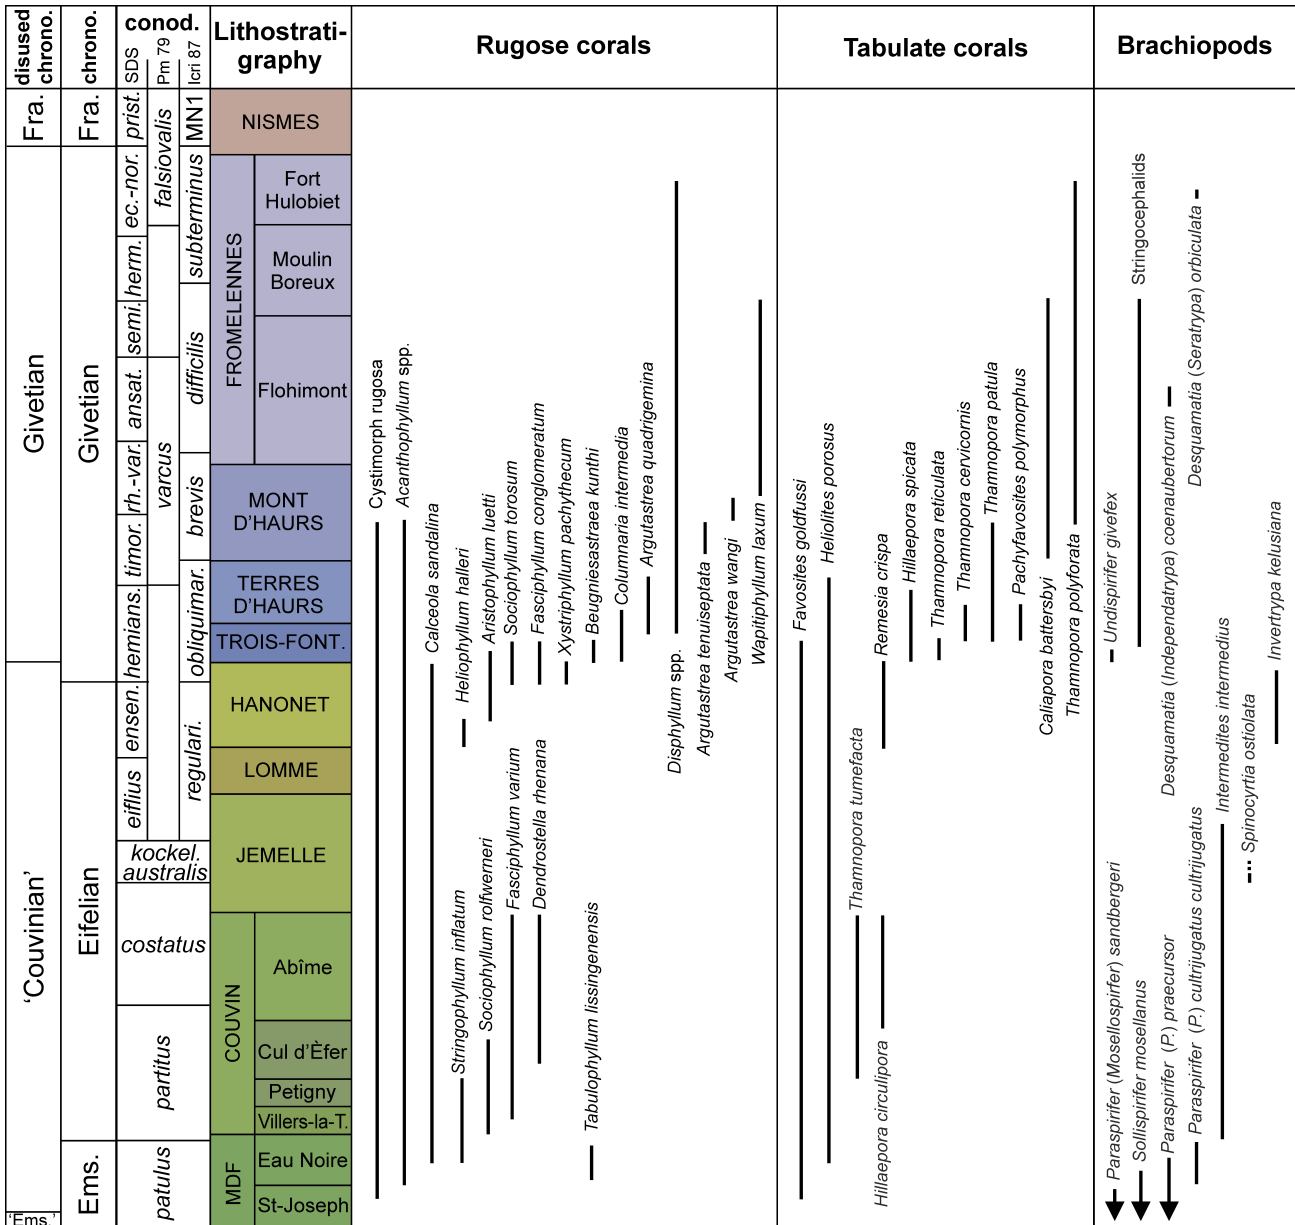 disused
chrono.
chrono.
conod.
SDS
Pm 79
Icri 87
Lithostrati-
graphy
Rugose corals
Tabulate corals
Brachiopods
Fra.
Givetian
'Couvinian'
'Ems.'
Fra.
Givetian
Eifelian
Ems.
prist.
ec.-nor.
herm.
semi.
ansat.
rh.-var.
timor.
hemians.
ensen.
eiflius
falsiovalis
varcus
MN1
subterminus
difficilis
brevis
obliquimar.
regulari.
kockel.
australis
costatus
partitus
patulus
NISMES
FROMELENNES
Fort
Hulobiet
Moulin
Boreux
Flohimont
MONT
D'HAURS
TERRES
D'HAURS
TROIS-FONT.
HANONET
LOMME
JEMELLE
COUVIN
Abîme
Cul d'Èfer
Petigny
Villers-la-T.
MDF
Eau Noire
St-Joseph
Cystimorph rugosa
Acanthophyllum spp.
Calceola sandalina
Heliophyllum halleri
Aristophyllum luetti
Sociophyllum torosum
Fasciphyllum conglomeratum
Xystriphyllum pachythecum
Beugniesastraea kunthi
Columnaria intermedia
Argutastrea quadrigemina
Disphyllum spp.
Argutastrea tenuiseptata
Argutastrea wangi
Wapitiphyllum laxum
Stringophyllum inflatum
Sociophyllum rolfwerneri
Fasciphyllum varium
Dendrostella rhenana
Tabulophyllum lissingenensis
Favosites goldfussi
Heliolites porosus
Thamnopora tumefacta
Remesia crispa
Hillaepora circulipora
Hillaepora spicata
Thamnopora reticulata
Thamnopora cervicornis
Thamnopora patula
Pachyfavosites polymorphus
Caliapora battersbyi
Thamnopora polyforata
Undispirifer givefex
Stringocephalids
Desquamatia (Independatrypa) coenaubertorum
Desquamatia (Seratrypa) orbiculata
Paraspirifer (Mosellospirfer) sandbergeri
Sollispirifer mosellanus
Paraspirifer (P.) praecursor
Paraspirifer (P.) cultrijugatus cultrijugatus
Intermedites intermedius
Spinocyrtia ostiolata
Invertrypa kelusiana